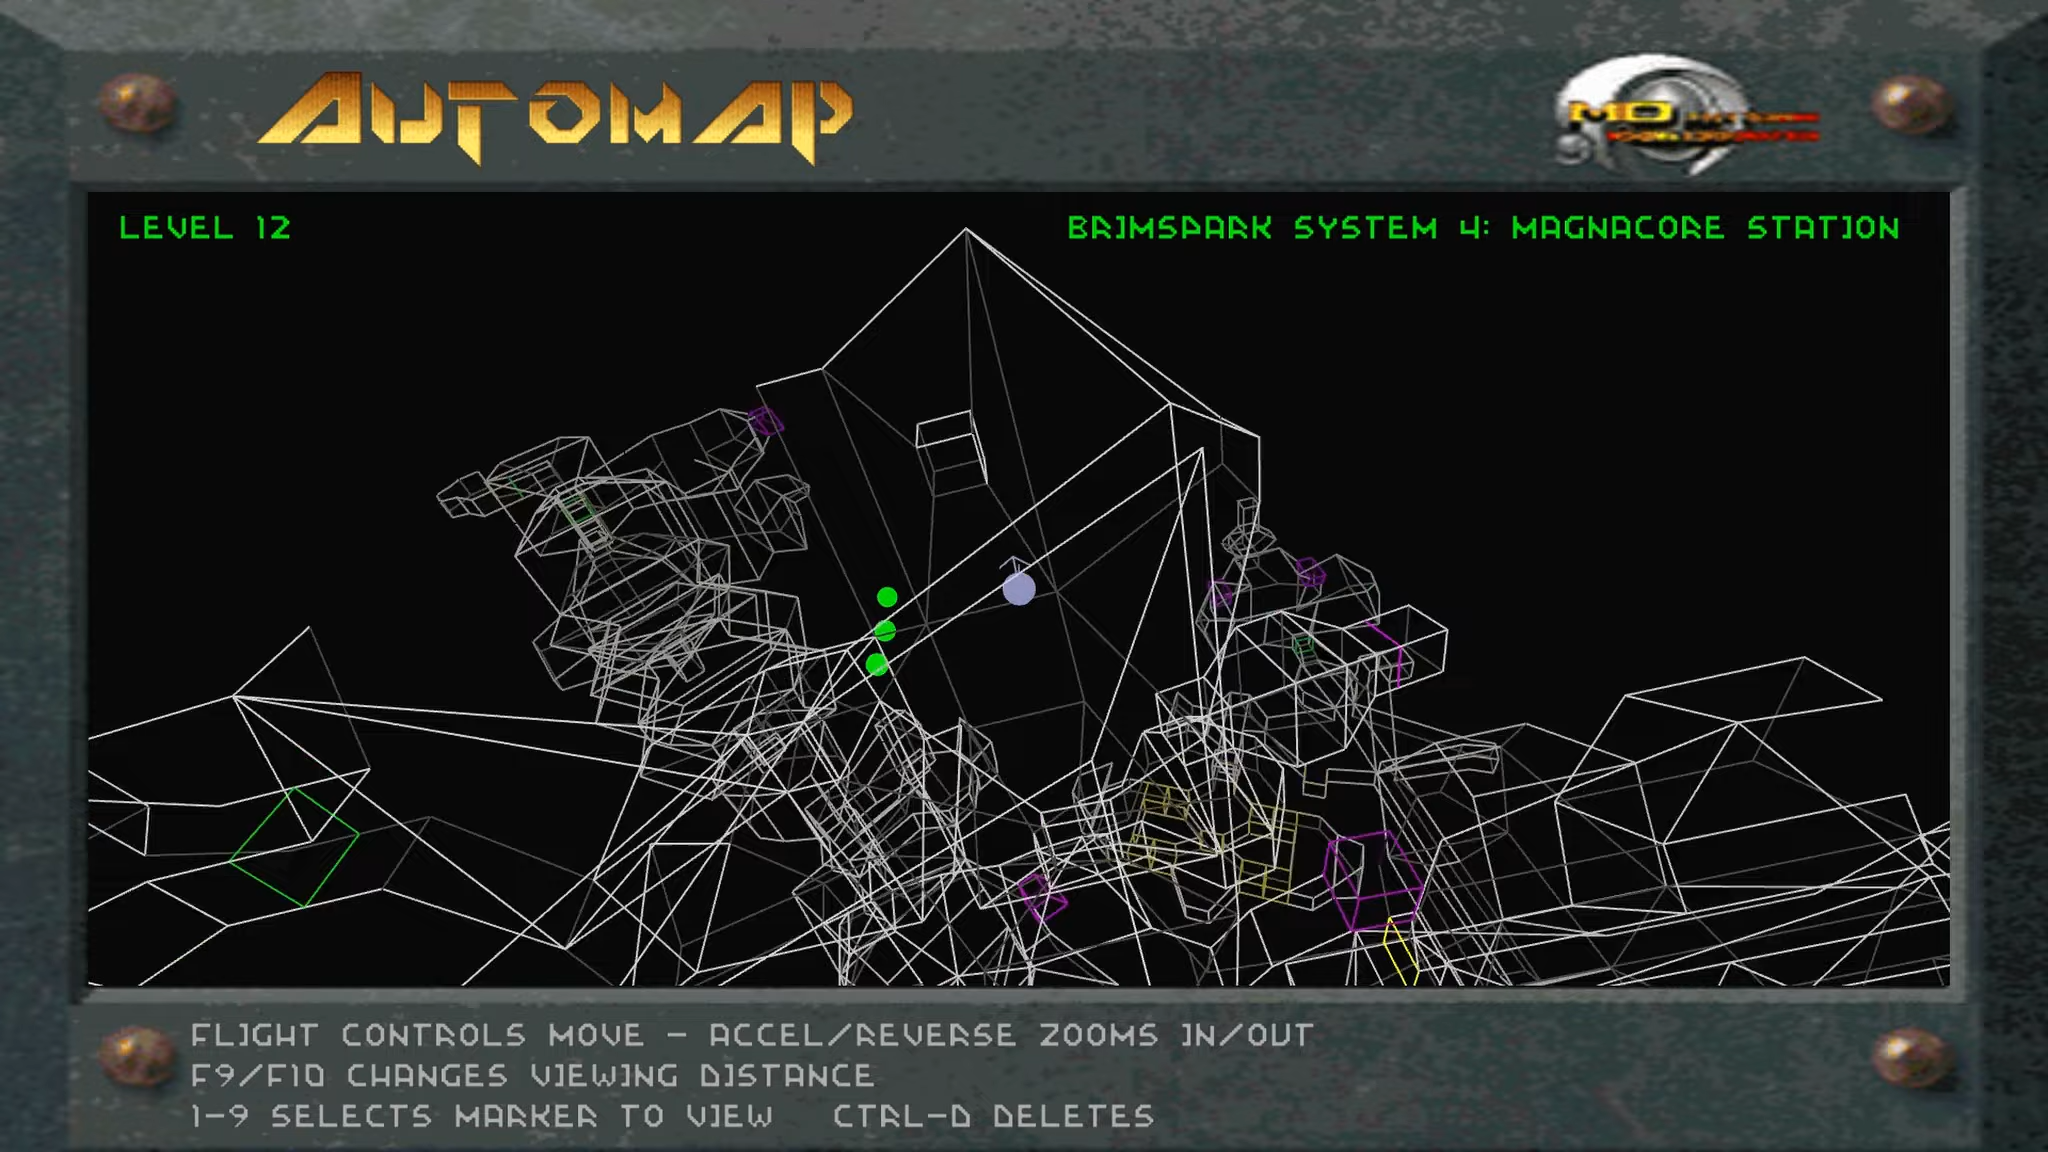 AUTOMAP
MD
LEVEL 12
BRIMSPARK SYSTEM 4: MAGNACORE STATION
FLIGHT CONTROLS MOVE - ACCEL/REVERSE ZOOMS IN/OUT
F9/F10 CHANGES VIEWING DISTANCE
1-9 SELECTS MARKER TO VIEW CTRL-D DELETES